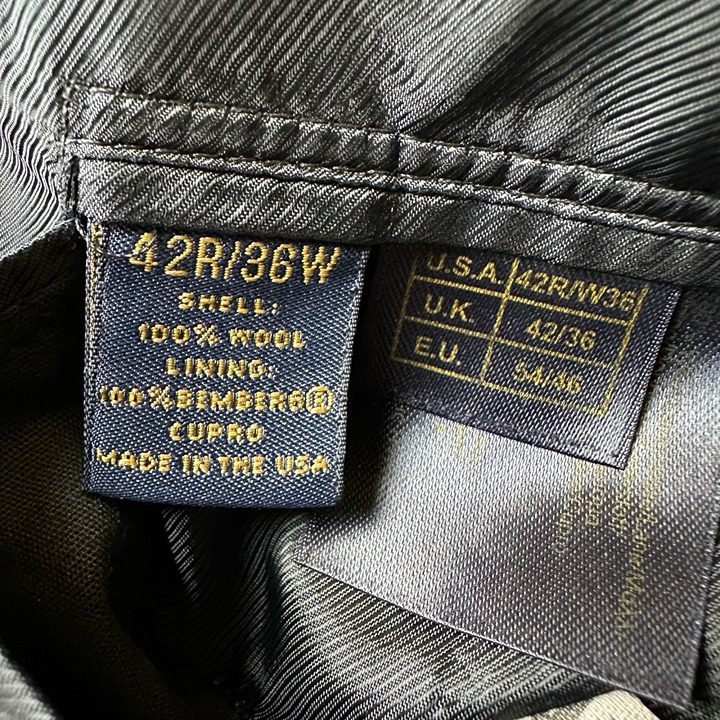 42R/36W
SHELL:
100% WOOL
LINING:
100%BEMBERG®
CUPRO
MADE IN THE USA
U.S.A. 42R/W36
U.K 42/36
E.U. 54/46